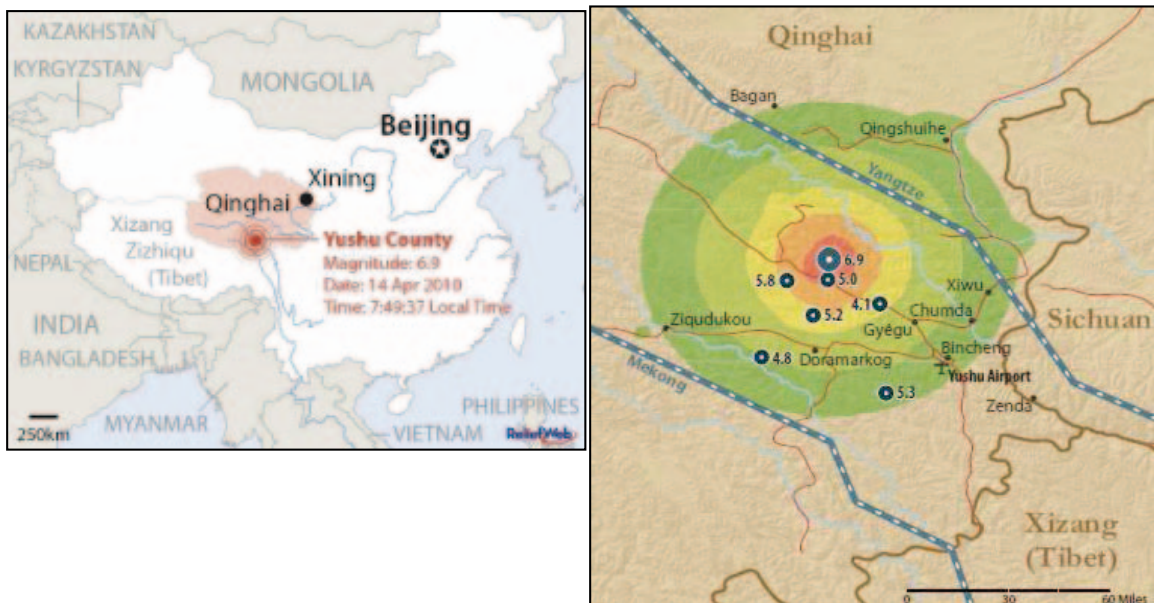 KAZAKHSTAN
KYRGYZSTAN
MONGOLIA
Beijing
Xining
Qinghai
Xizang
Zizhiqu
(Tibet)
Yushu County
Magnitude: 6.9
Date: 14 Apr 2010
Time: 7:49:37 Local Time
NEPAL
INDIA
BANGLADESH
MYANMAR
VIETNAM
PHILIPPINES
250km
ReliefWeb
Qinghai
Bagan
Qingshuihe
Yangtze
6.9
5.8
5.0
4.1
5.2
Xiwu
Chumda
Gyêgu
Ziqudukou
Sichuan
4.8
Doramarkog
Bincheng
Yushu Airport
Mekong
5.3
Zenda
Xizang
(Tibet)
0 30 60 Miles